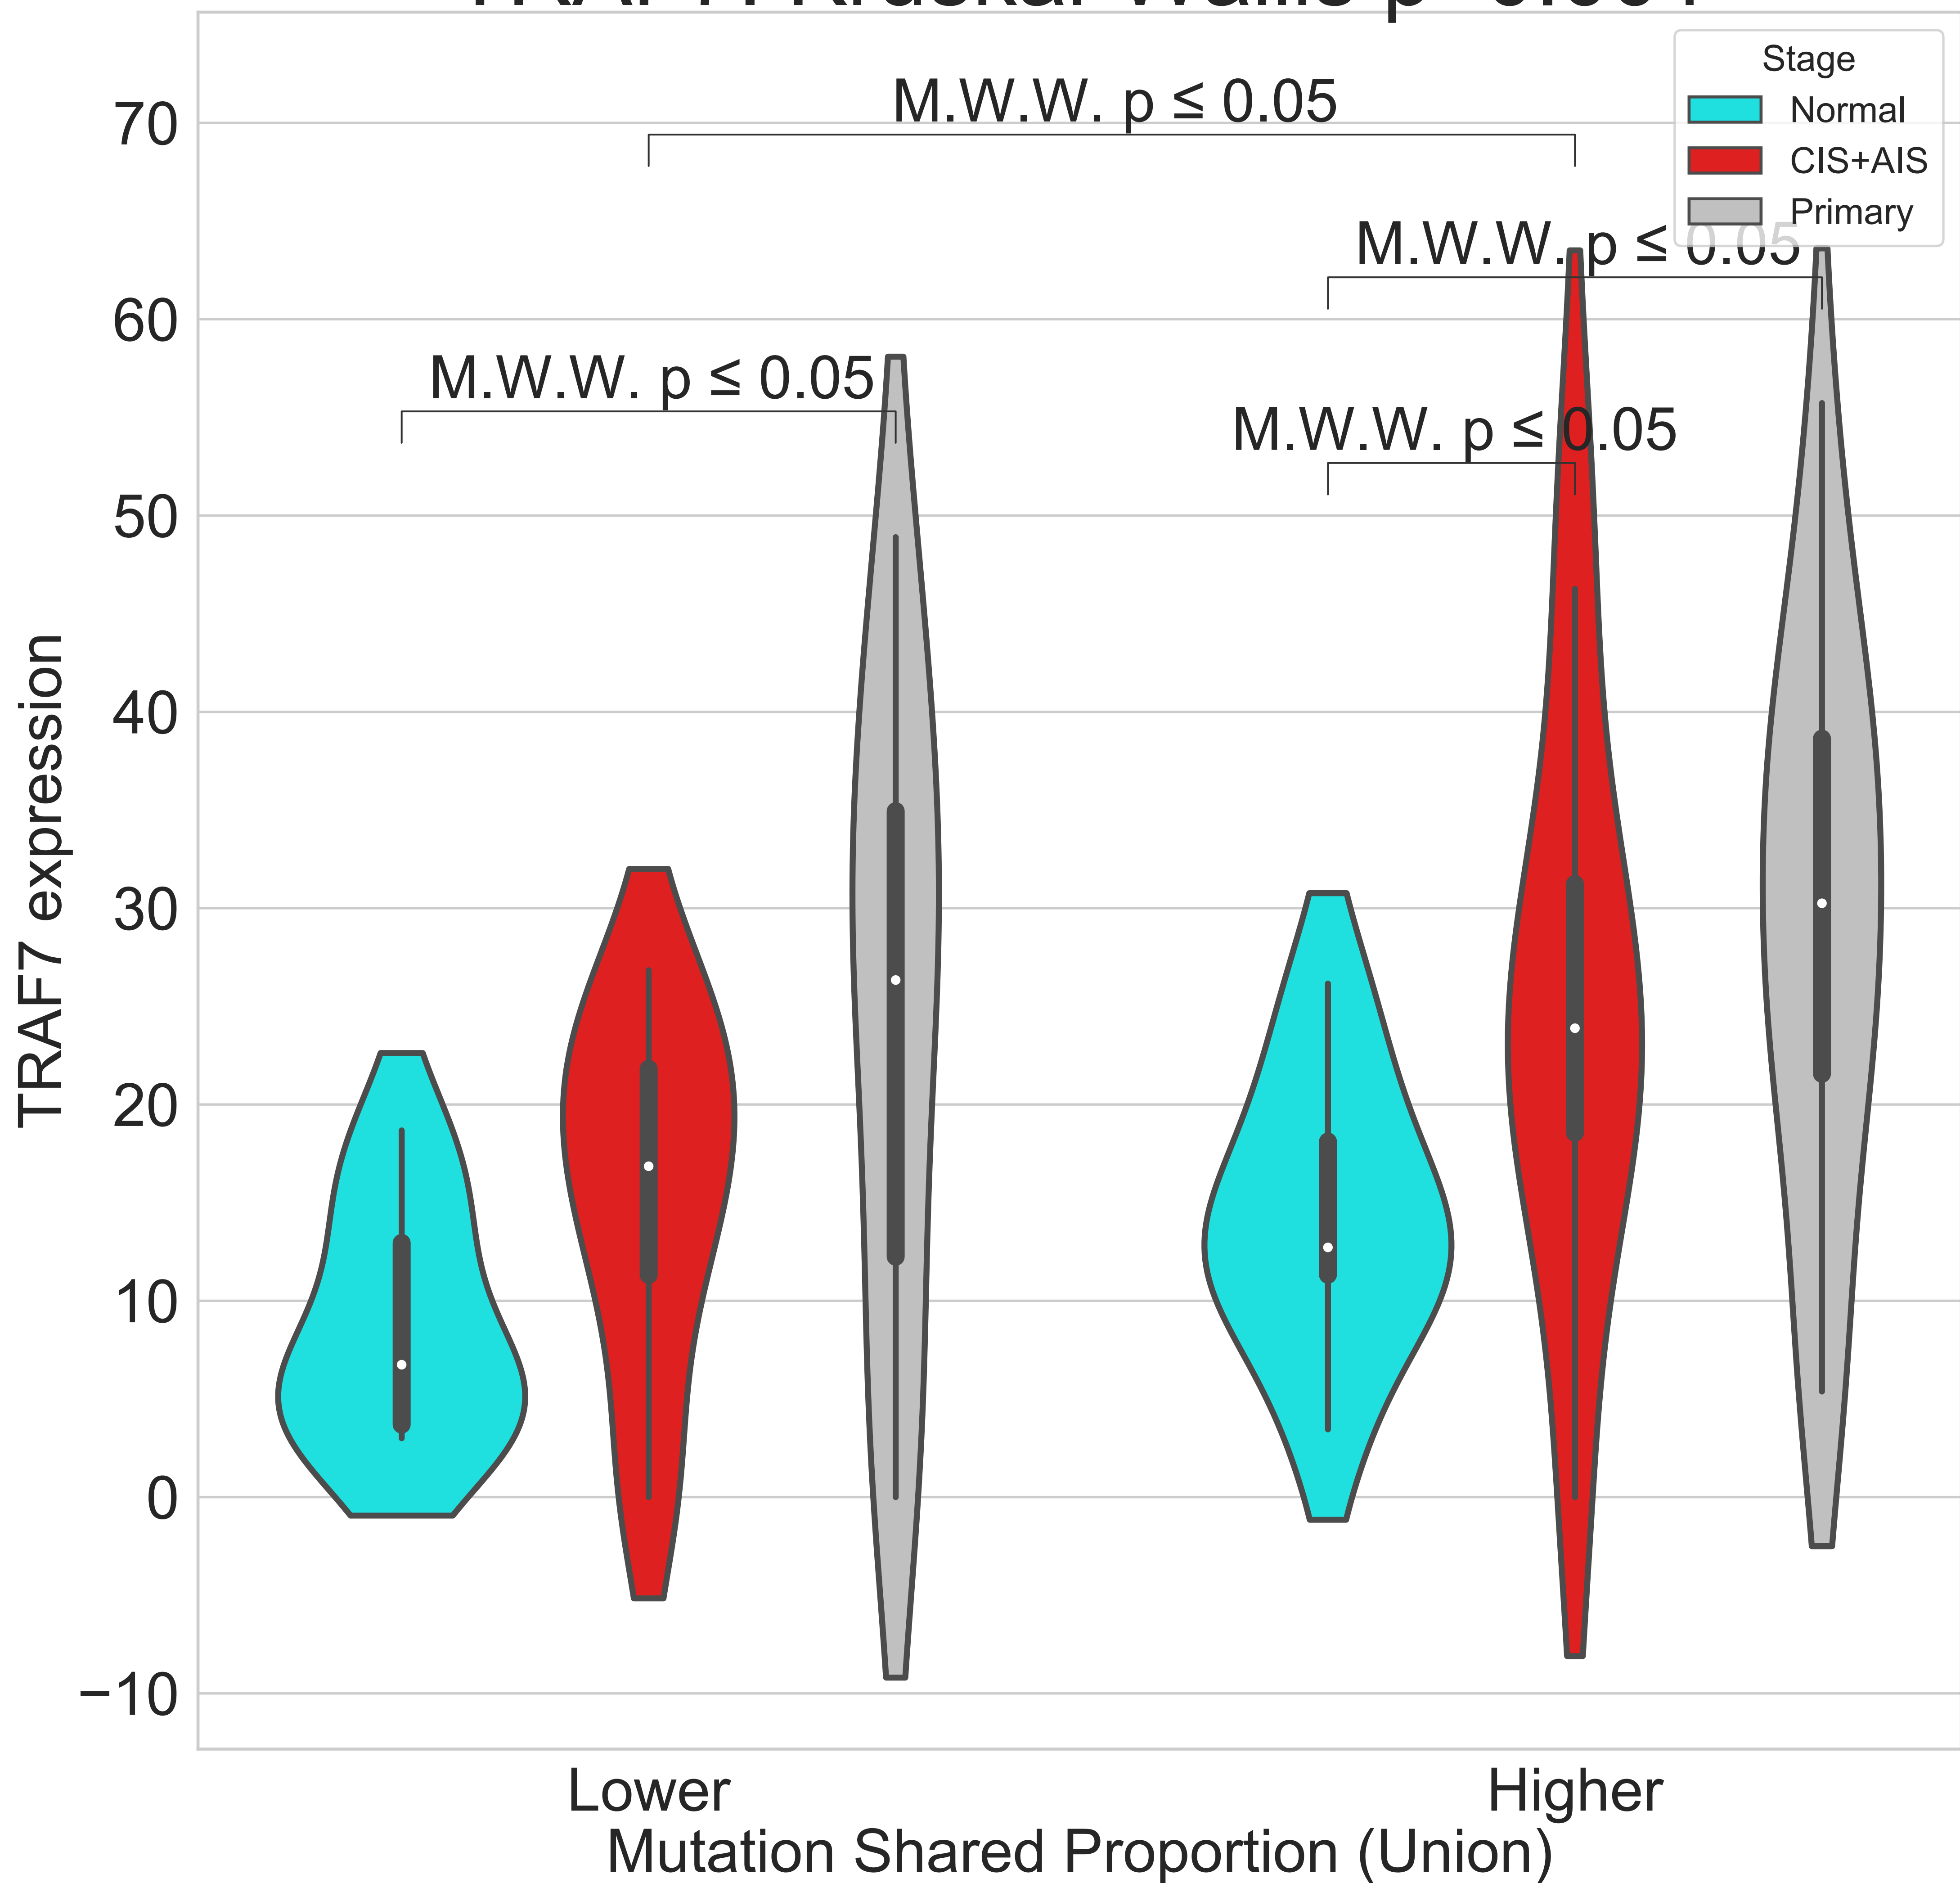 M.W.W. p ≤ 0.05
Stage
Normal
CIS+AIS
Primary
M.W.W. p ≤ 0.05
M.W.W. p ≤ 0.05
M.W.W. p ≤ 0.05
70
60
50
40
30
20
10
0
−10
TRAF7 expression
Lower
Higher
Mutation Shared Proportion (Union)